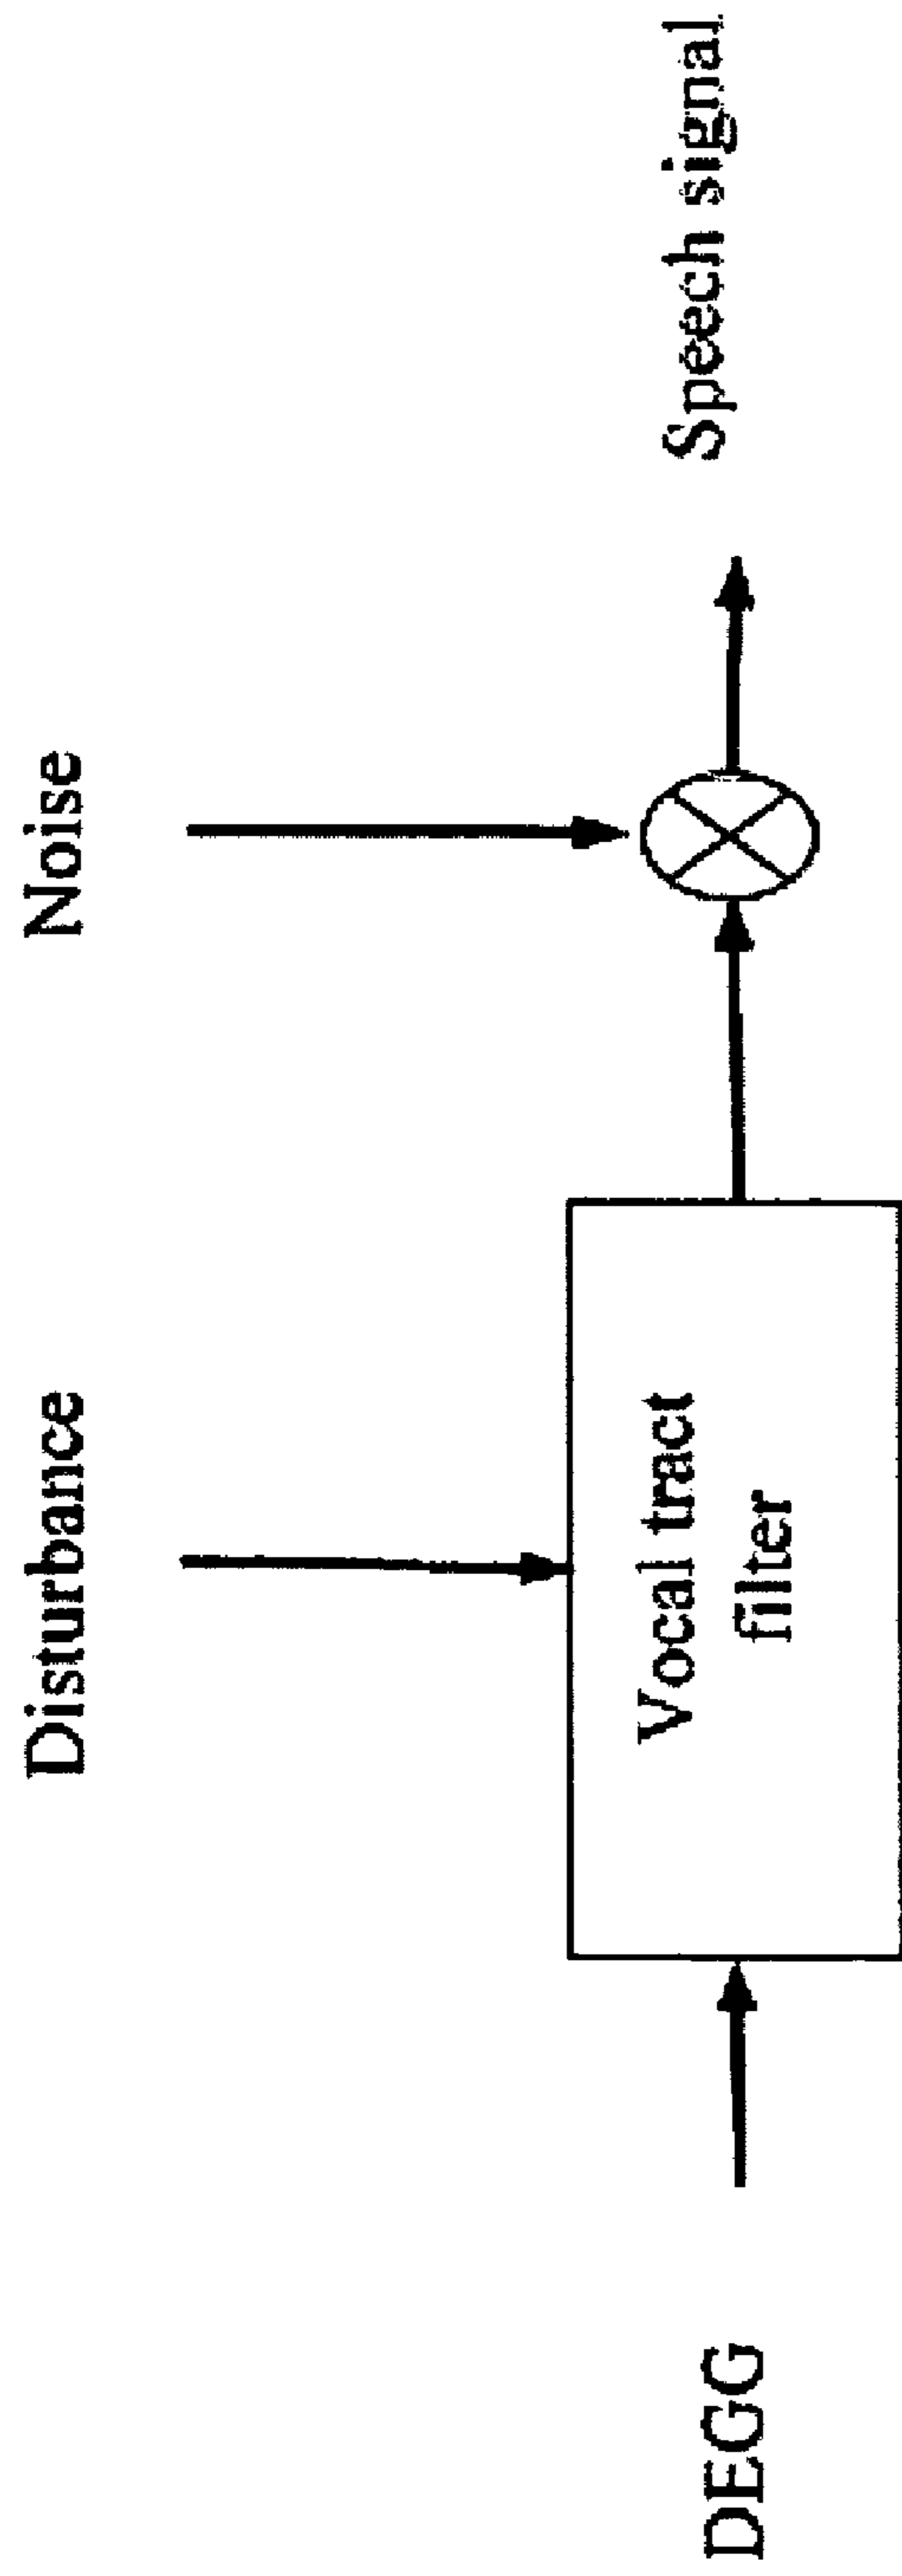 Disturbance
Noise
DEGG
Vocal tract
filter
Speech signal